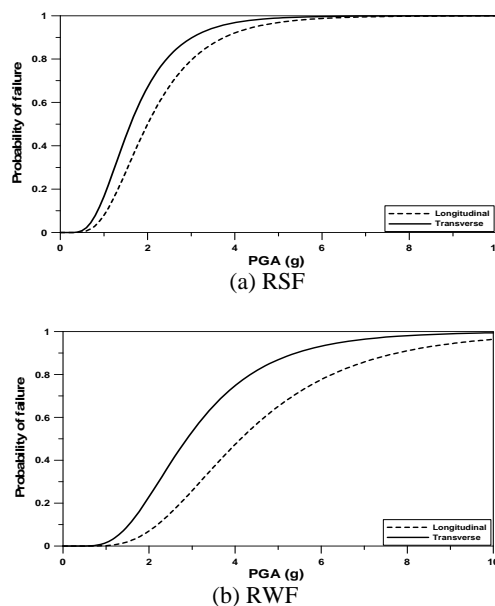 1
0.8
0.6
0.4
0.2
0
Probability of failure
0 2 4 6 8 10
PGA (g)
Longitudinal
Transverse
(a) RSF
1
0.8
0.6
0.4
0.2
0
Probability of failure
0 2 4 6 8 10
PGA (g)
Longitudinal
Transverse
(b) RWF